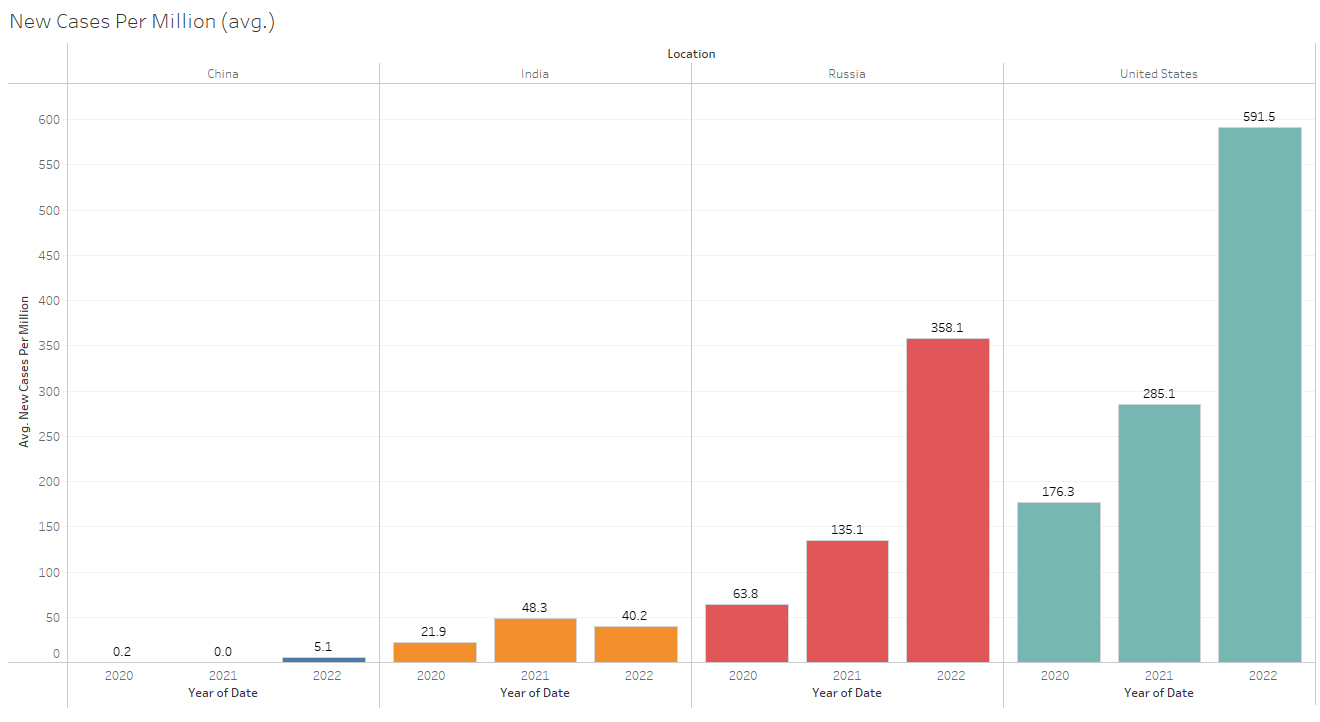 New Cases Per Million (avg.)
Location
China India Russia United States
Avg. New Cases Per Million
600
550
500
450
400
350
300
250
200
150
100
50
0
0.2 0.0 5.1 21.9 48.3 40.2 63.8 135.1 358.1 176.3 285.1 591.5
2020 2021 2022 2020 2021 2022 2020 2021 2022 2020 2021 2022
Year of Date Year of Date Year of Date Year of Date